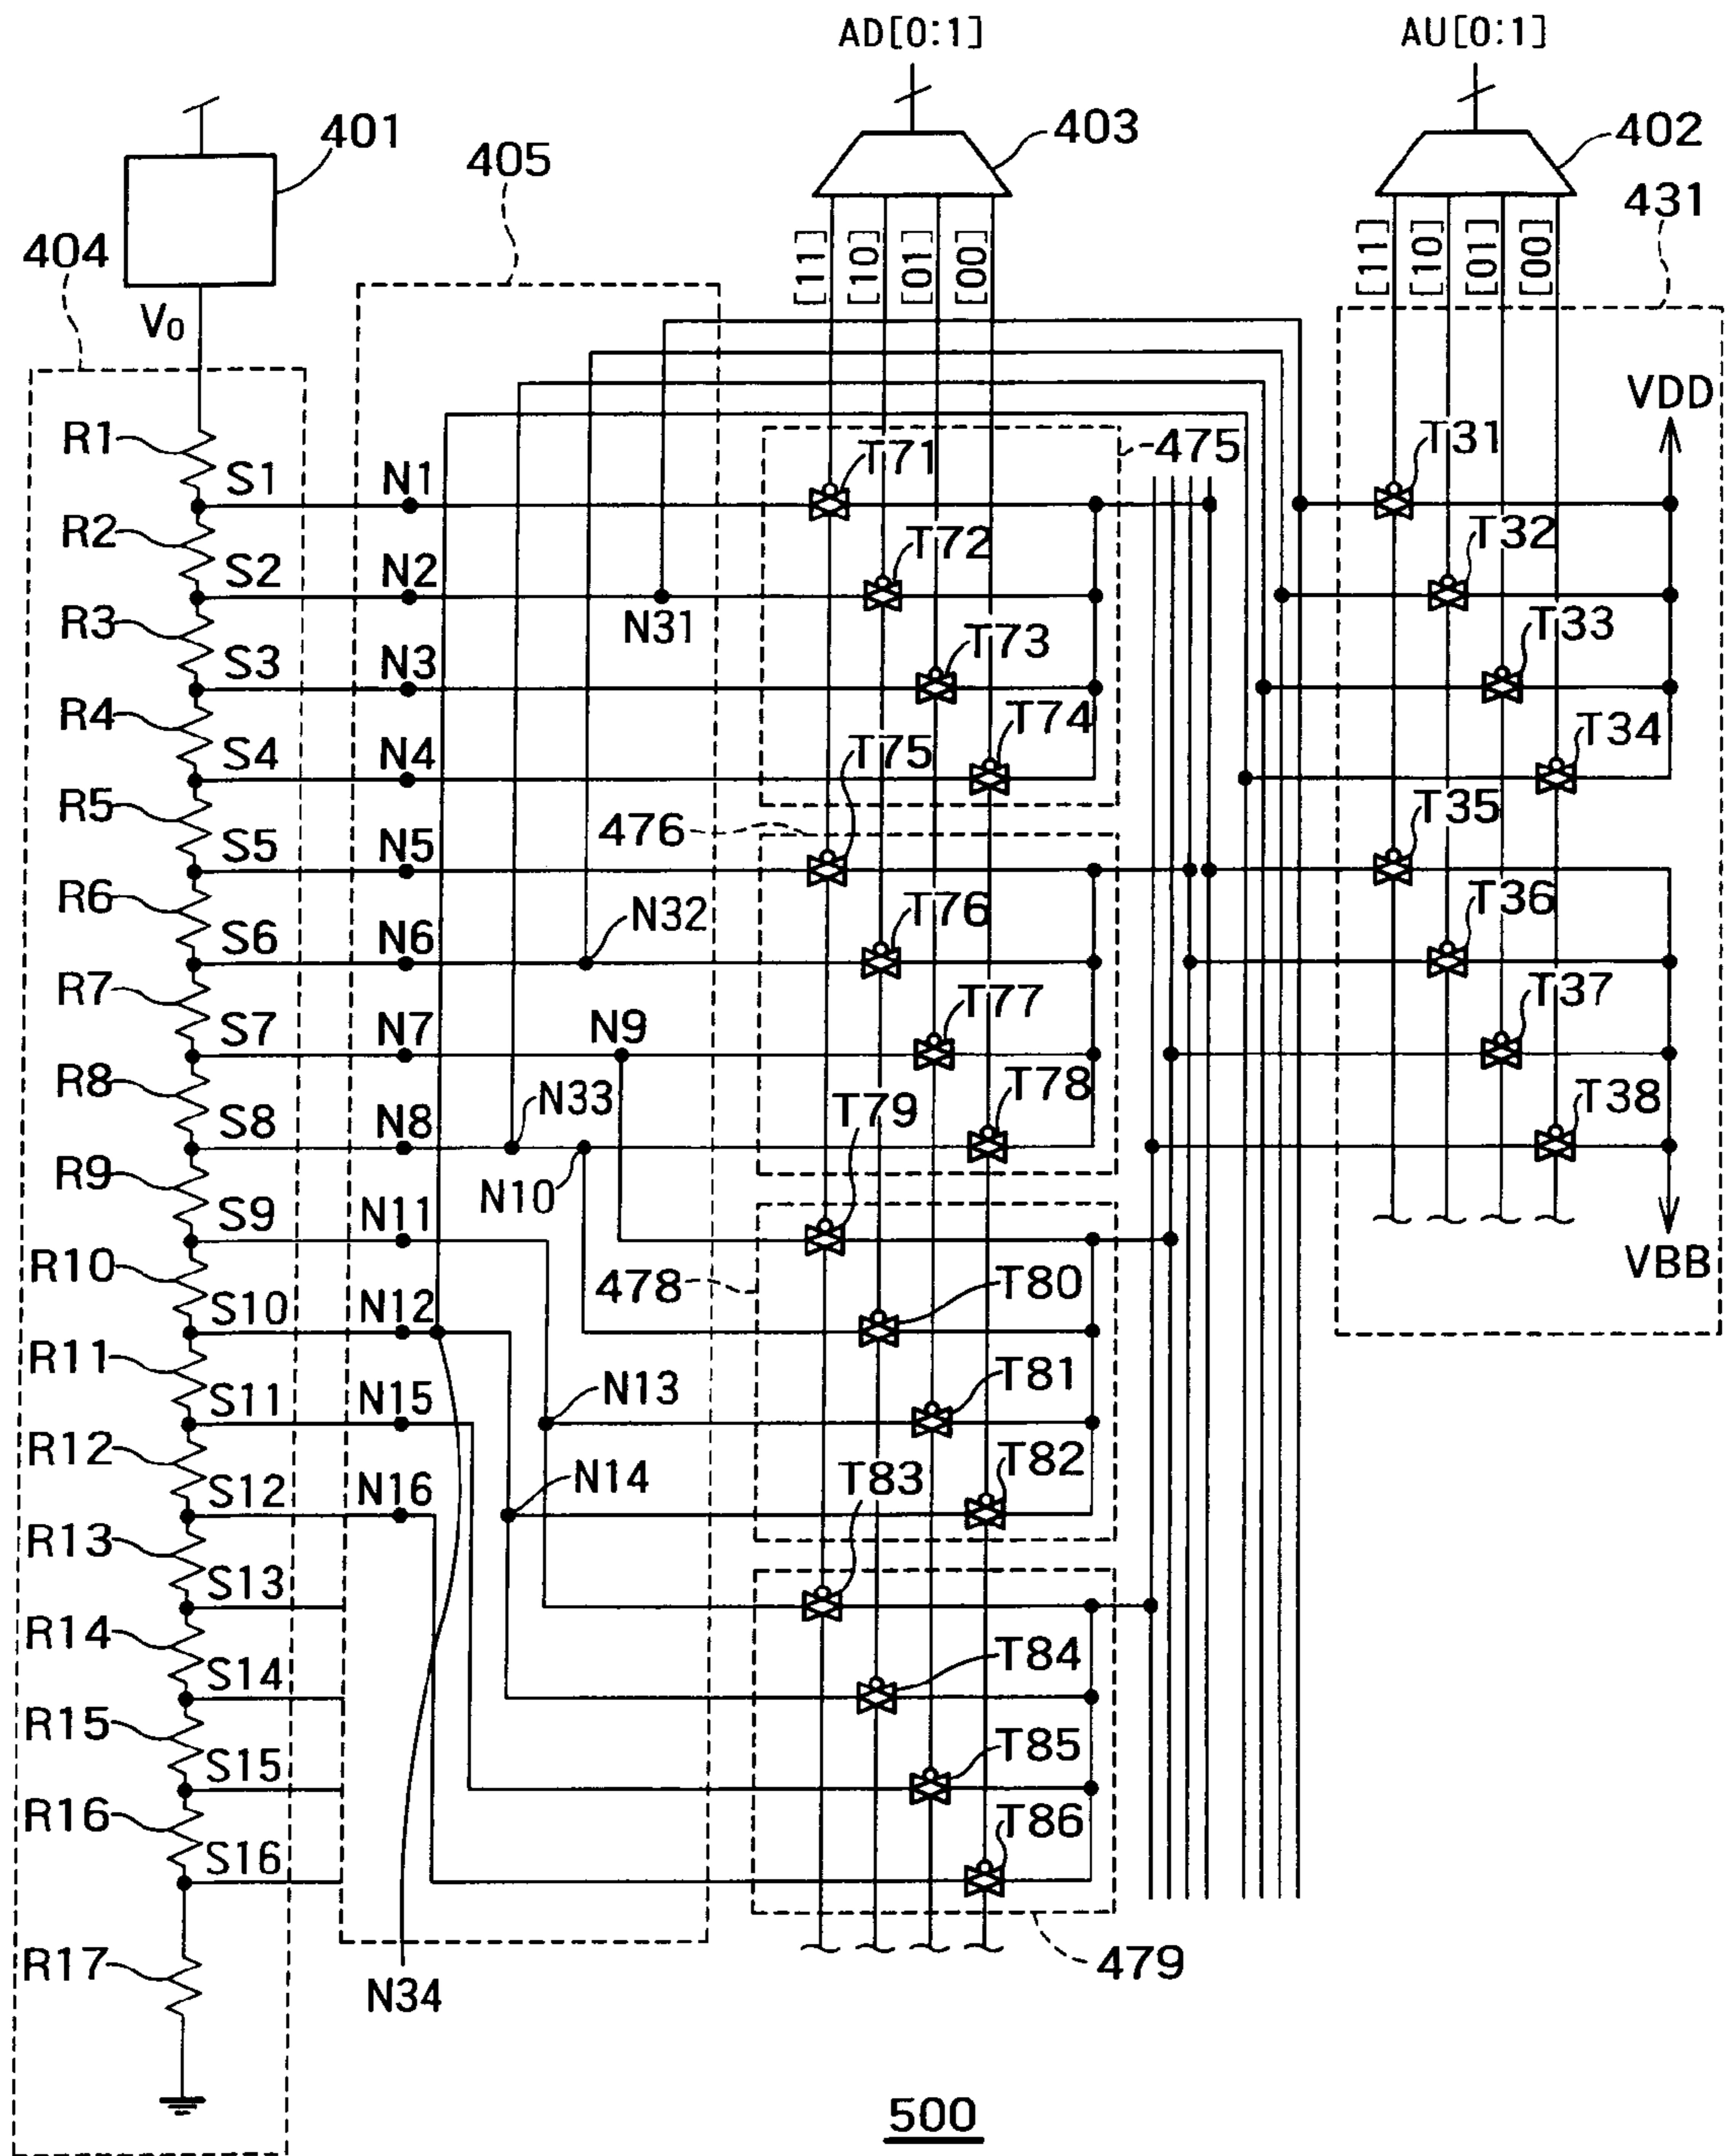 AD[0:1]
AU[0:1]
401
403
402
405
431
404
[11]
[10]
[01]
[00]
[11]
[10]
[01]
[00]
V0
VDD
R1
S1
N1
T71
475
T31
R2
S2
N2
T72
T32
R3
N31
T73
T33
S3
N3
R4
T74
T34
S4
N4
T75
R5
476
T35
S5
N5
R6
N32
T76
T36
S6
N6
R7
T77
T37
S7
N7
N9
R8
N33
T78
T38
S8
N8
T79
R9
N10
S9
N11
R10
478
T80
VBB
S10
N12
R11
N13
T81
S11
N15
R12
N14
T82
S12
N16
T83
R13
S13
R14
T84
S14
R15
T85
S15
R16
T86
S16
R17
479
N34
500